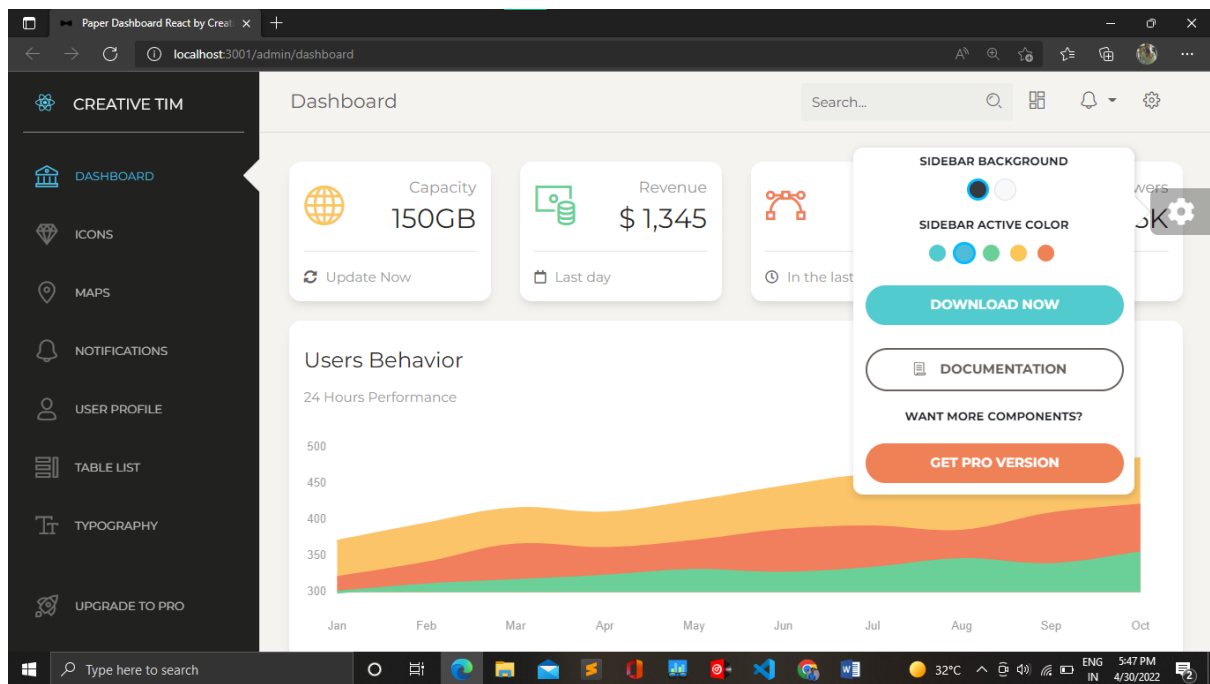 Paper Dashboard React by Creati
localhost:3001/admin/dashboard
CREATIVE TIM
DASHBOARD
ICONS
MAPS
NOTIFICATIONS
USER PROFILE
TABLE LIST
TYPOGRAPHY
UPGRADE TO PRO
Dashboard
Search...
Capacity
150GB
Update Now
Revenue
$ 1,345
Last day
In the last
SIDEBAR BACKGROUND
SIDEBAR ACTIVE COLOR
DOWNLOAD NOW
DOCUMENTATION
WANT MORE COMPONENTS?
GET PRO VERSION
Users Behavior
24 Hours Performance
500
450
400
350
300
Jan Feb Mar Apr May Jun Jul Aug Sep Oct
Type here to search
32°C
ENG
IN
5:47 PM
4/30/2022
2